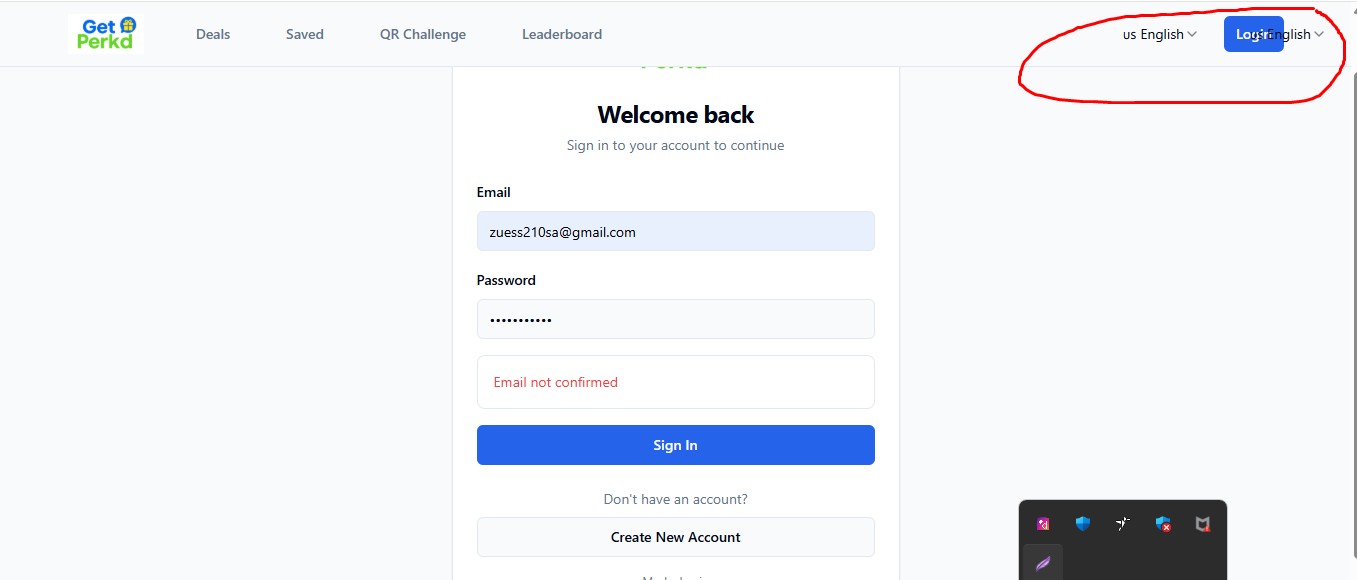 Get
Perkd
Deals
Saved
QR Challenge
Leaderboard
us English
Login
us English
Welcome back
Sign in to your account to continue
Email
zuess210sa@gmail.com
Password
Email not confirmed
Sign In
Don't have an account?
Create New Account